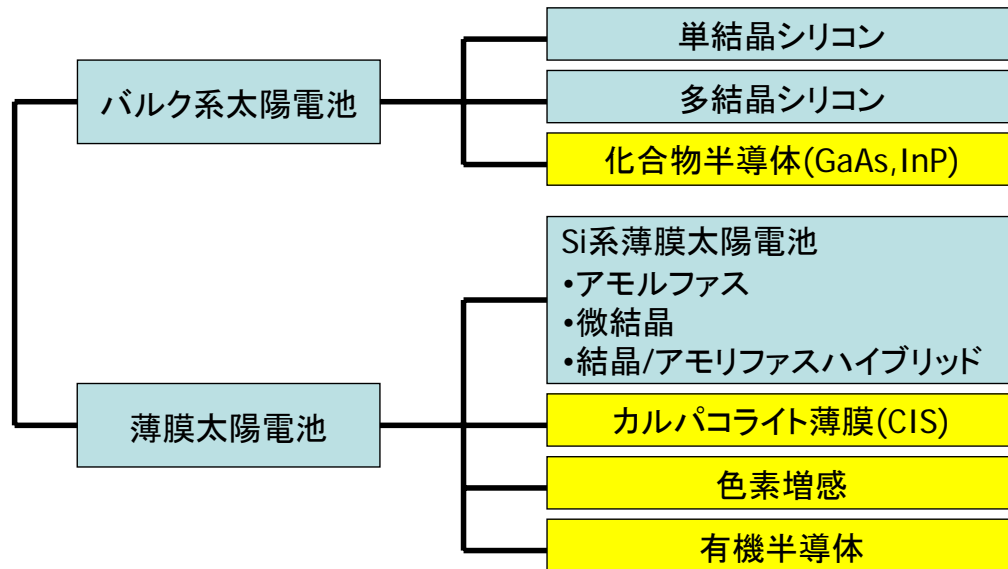 バルク系太陽電池
単結晶シリコン
多結晶シリコン
化合物半導体(GaAs,InP)
薄膜太陽電池
Si系薄膜太陽電池
・アモルファス
・微結晶
・結晶/アモリファスハイブリッド
カルパコライト薄膜(CIS)
色素増感
有機半導体